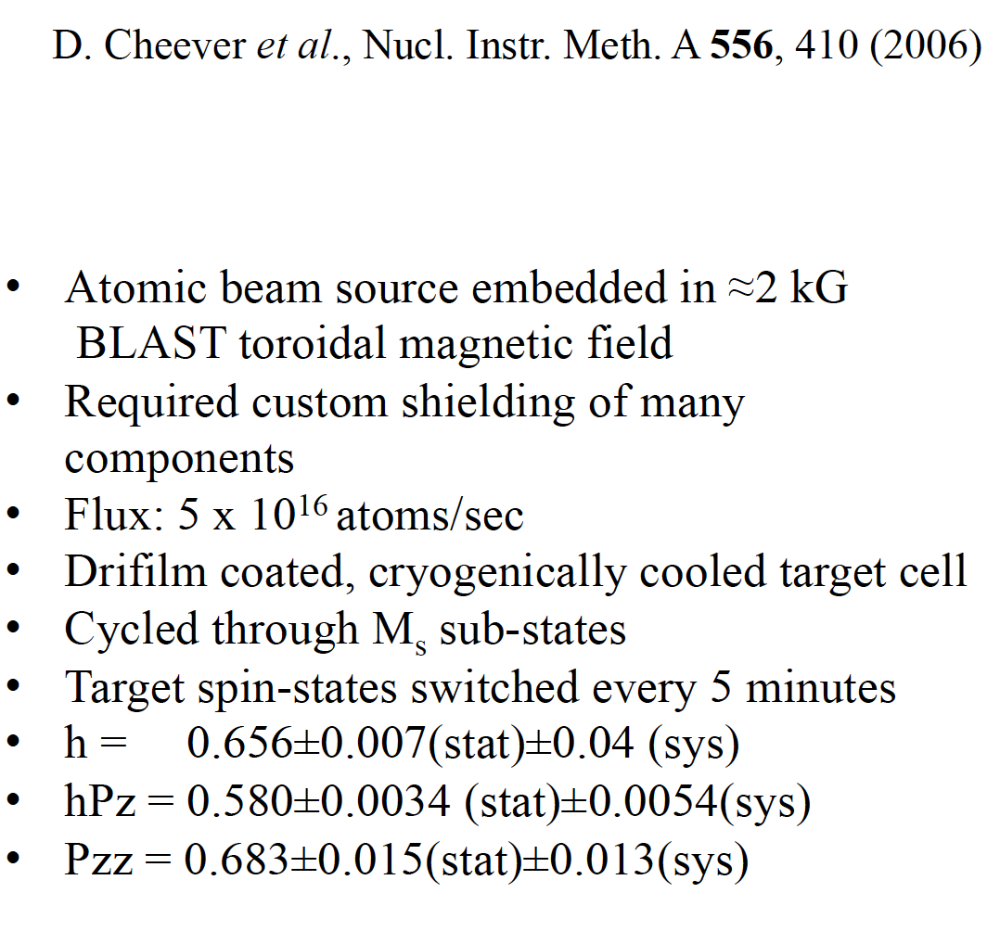 D. Cheever et al., Nucl. Instr. Meth. A 556, 410 (2006)
• Atomic beam source embedded in ≈2 kG
BLAST toroidal magnetic field
• Required custom shielding of many
components
• Flux: 5 x 10¹⁶ atoms/sec
• Drifilm coated, cryogenically cooled target cell
• Cycled through Mₛ sub-states
• Target spin-states switched every 5 minutes
• h = 0.656±0.007(stat)±0.04 (sys)
• hPz = 0.580±0.0034 (stat)±0.0054(sys)
• Pzz = 0.683±0.015(stat)±0.013(sys)